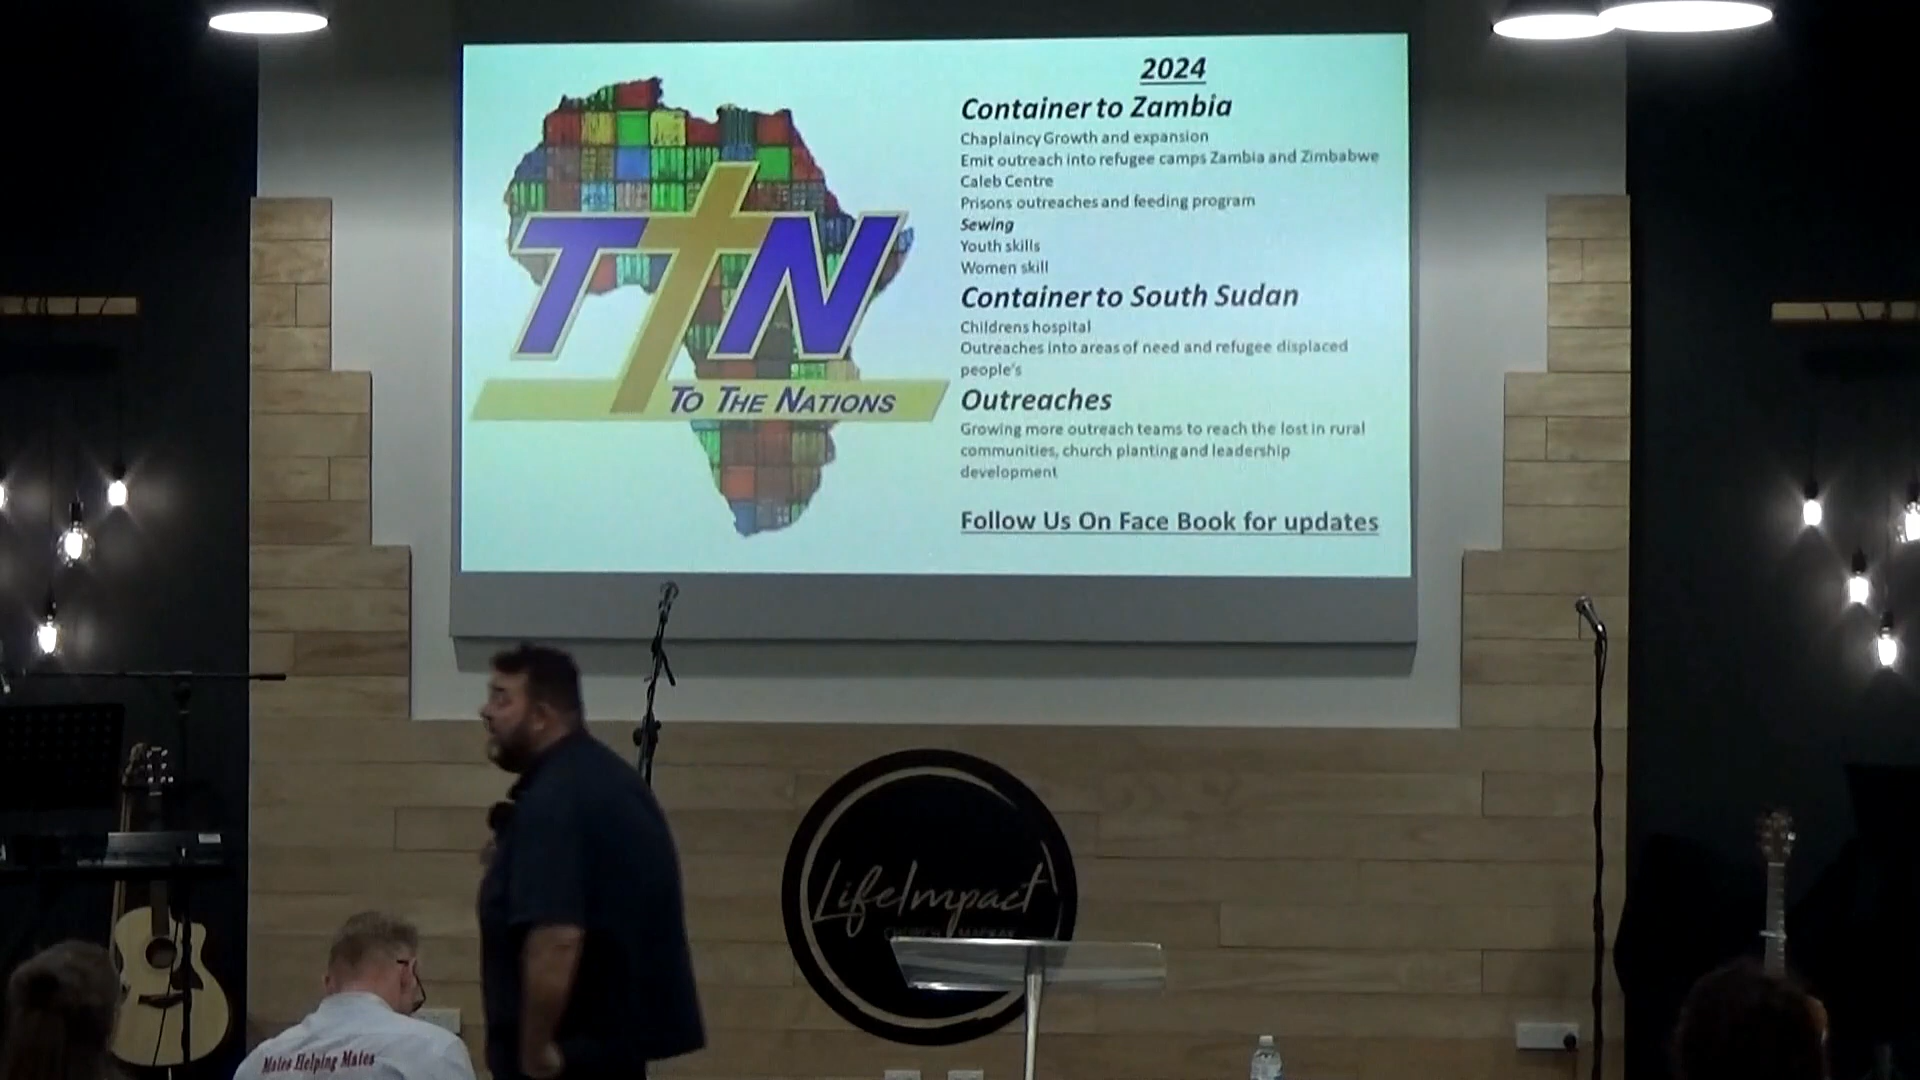 2024
Container to Zambia
Chaplaincy Growth and expansion
Emit outreach into refugee camps Zambia and Zimbabwe
Caleb Centre
Prisons outreaches and feeding program
Sewing
Youth skills
Women skill
Container to South Sudan
Childrens hospital
Outreaches into areas of need and refugee displaced
people's
Outreaches
Growing more outreach teams to reach the lost in rural
communities, church planting and leadership
development
Follow Us On Face Book for updates
TTN
To The Nations
LifeImpact
CHURCH MACKAY
Mates Helping Mates